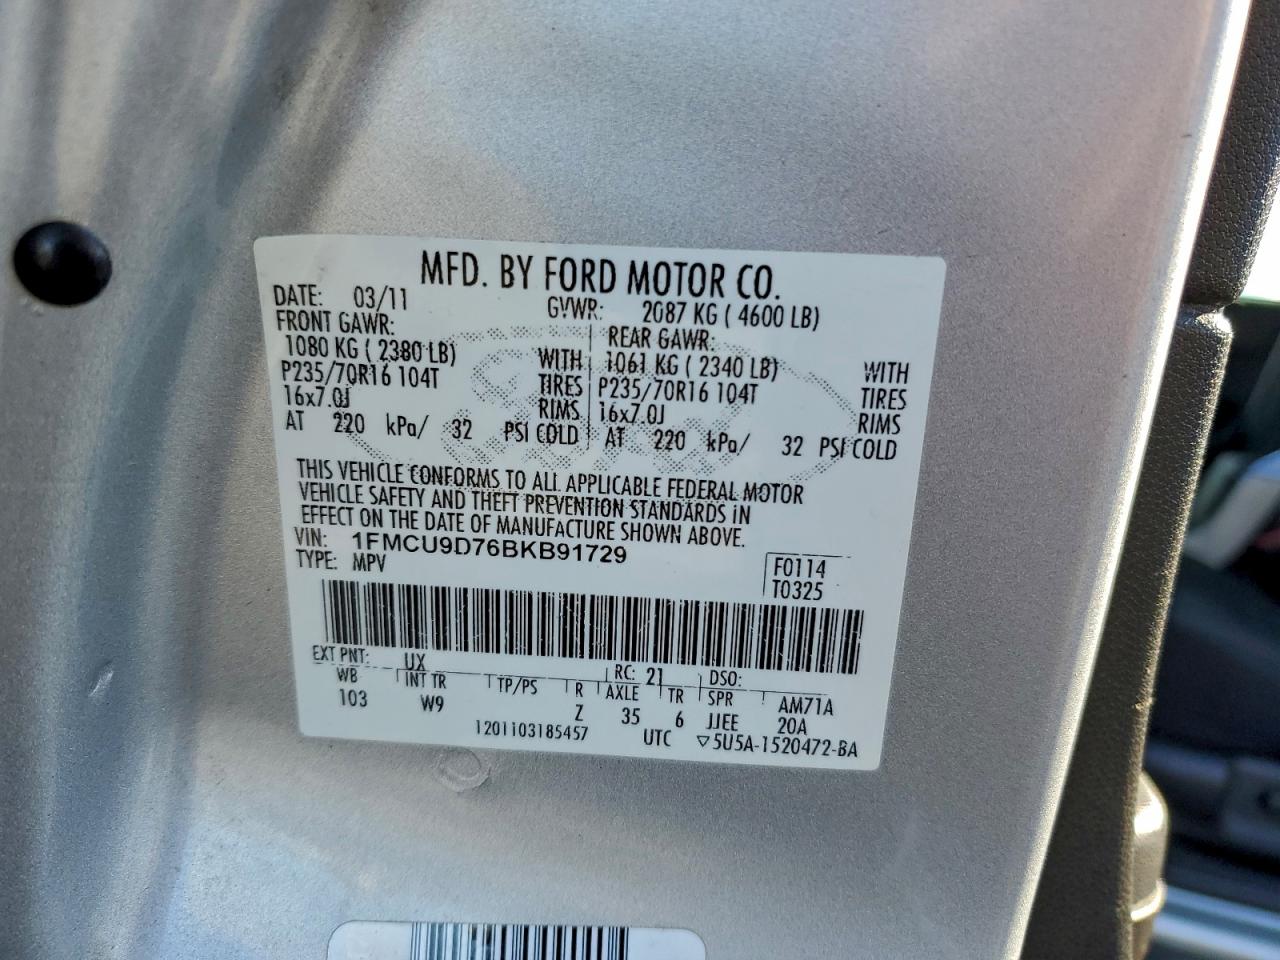 MFD. BY FORD MOTOR CO.
DATE: 03/11 GVWR: 2087 KG ( 4600 LB)
FRONT GAWR: REAR GAWR:
1080 KG ( 2380 LB) WITH 1061 KG ( 2340 LB) WITH
P235/70R16 104T TIRES P235/70R16 104T TIRES
16x7.0J RIMS 16x7.0J RIMS
AT 220 kPa/ 32 PSI COLD AT 220 kPa/ 32 PSI COLD
THIS VEHICLE CONFORMS TO ALL APPLICABLE FEDERAL MOTOR
VEHICLE SAFETY AND THEFT PREVENTION STANDARDS IN
EFFECT ON THE DATE OF MANUFACTURE SHOWN ABOVE.
VIN: 1FMCU9D76BKB91729
TYPE: MPV F0114
T0325
EXT PNT: UX RC: 21 DSO:
WB INT TR TP/PS R AXLE TR SPR AM71A
103 W9 Z 35 6 JJEE 20A
1201103185457 UTC ▽5U5A-1520472-BA